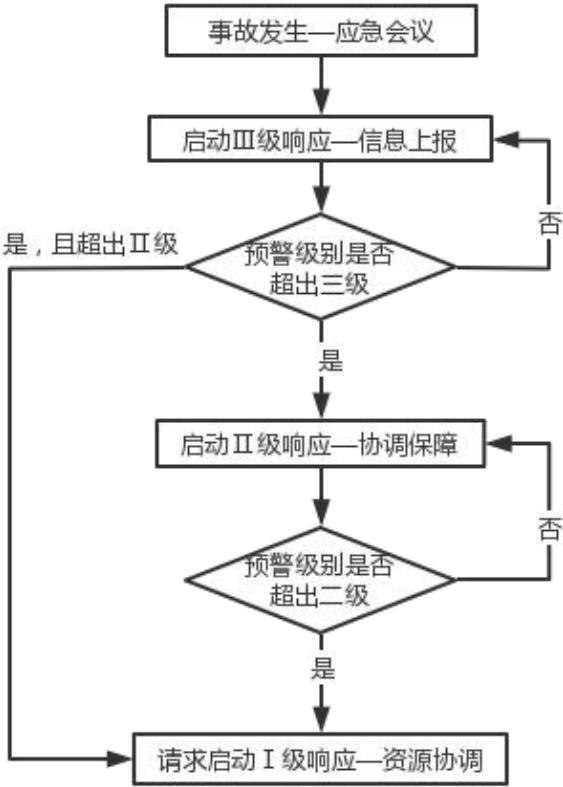 事故发生—应急会议
启动Ⅲ级响应—信息上报
否
是，且超出Ⅱ级
预警级别是否
超出三级
是
启动Ⅱ级响应—协调保障
否
预警级别是否
超出二级
是
请求启动Ⅰ级响应—资源协调